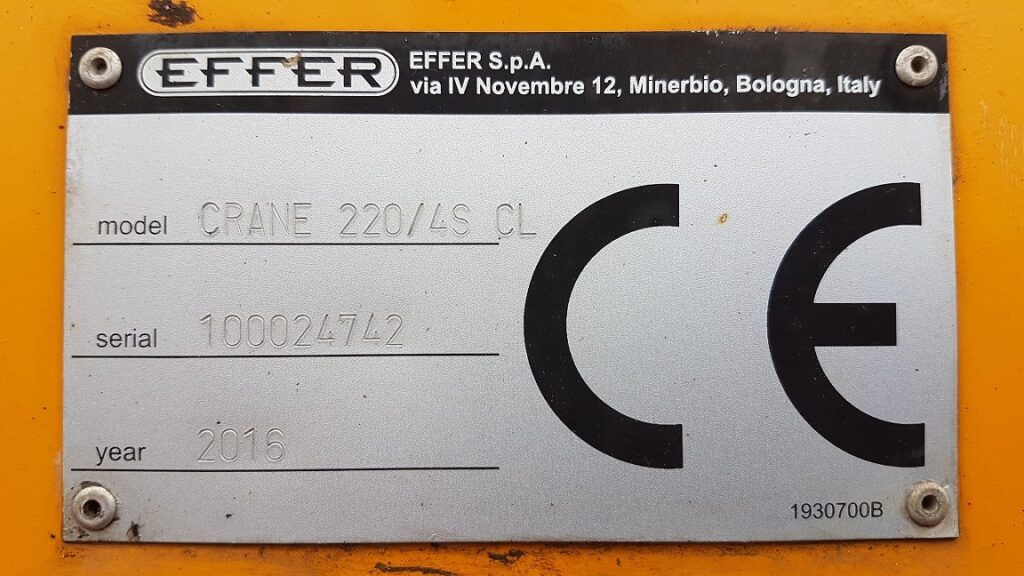 EFFER
EFFER S.p.A.
via IV Novembre 12, Minerbio, Bologna, Italy
model CRANE 220/4S CL
serial 100024742
year 2016
CE
1930700B